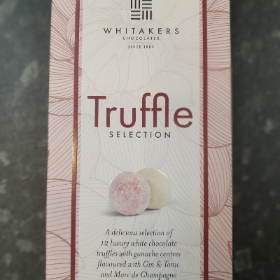 WHITAKERS
CHOCOLATES
SINCE 1889
Truffle
SELECTION
A delicious selection of
12 luxury white chocolate
truffles with ganache centres
flavoured with Gin & Tonic
and Marc de Champagne